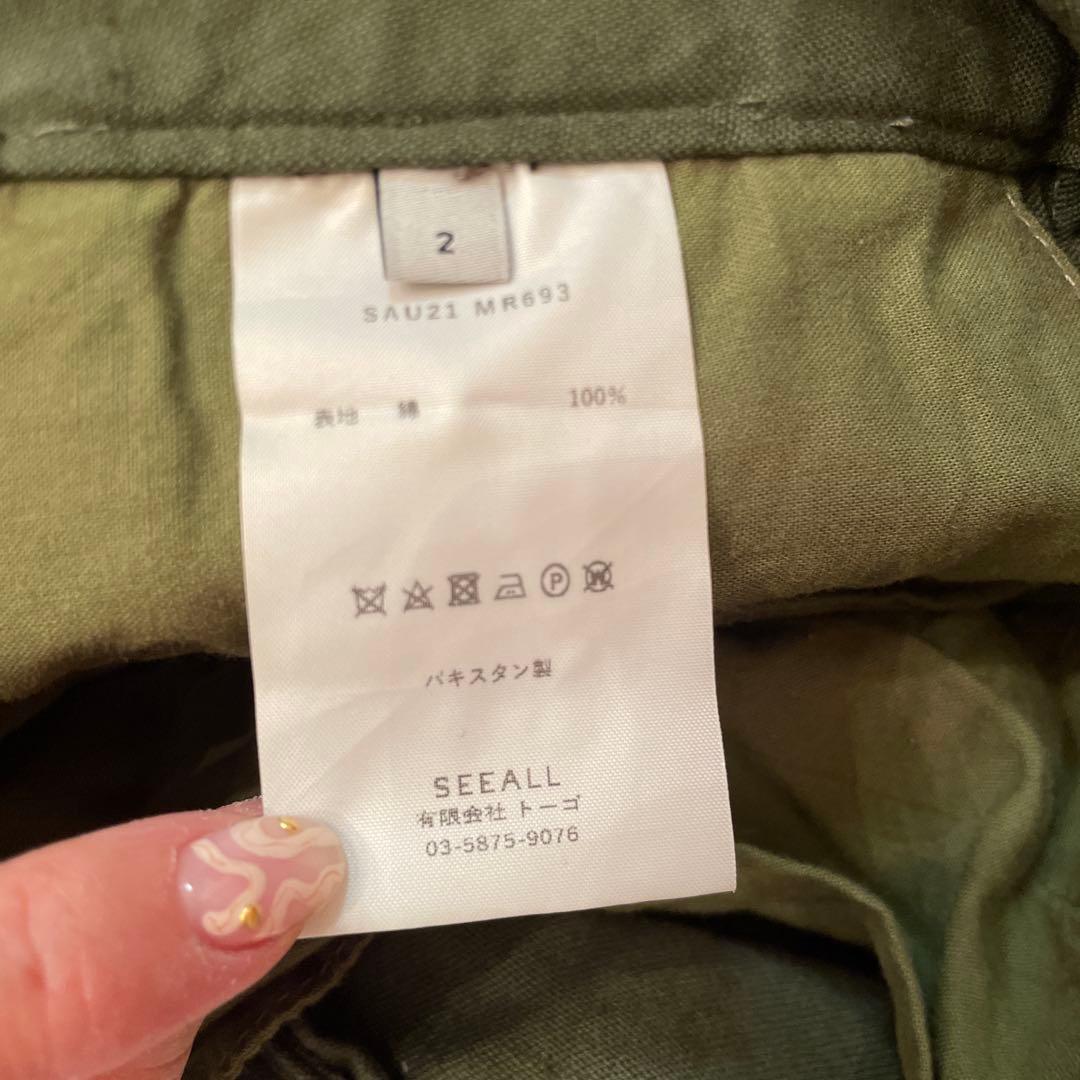 2
SAU21 MR693
表地 綿 100%
P W
パキスタン製
SEEALL
有限会社 トーゴ
03-5875-9076